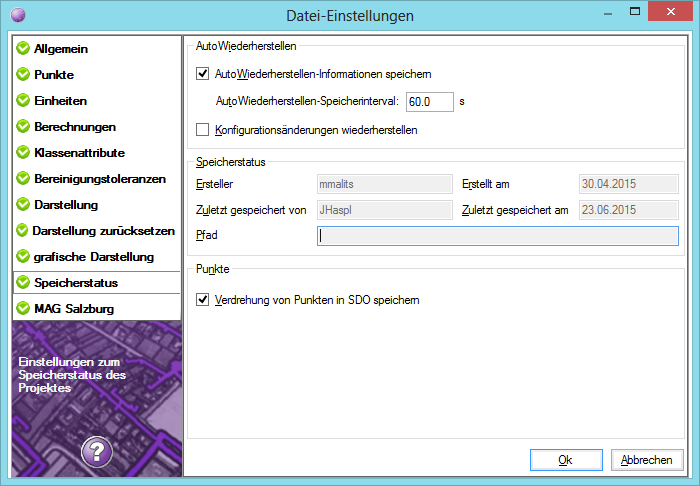 Datei-Einstellungen
Allgemein
Punkte
Einheiten
Berechnungen
Klassenattribute
Bereinigungstoleranzen
Darstellung
Darstellung zurücksetzen
grafische Darstellung
Speicherstatus
MAG Salzburg
Einstellungen zum
Speicherstatus des
Projektes
?
AutoWiederherstellen
AutoWiederherstellen-Informationen speichern
AutoWiederherstellen-Speicherinterval: 60.0 s
Konfigurationsänderungen wiederherstellen
Speicherstatus
Ersteller mmalits Erstellt am 30.04.2015
Zuletzt gespeichert von JHaspl Zuletzt gespeichert am 23.06.2015
Pfad
Punkte
Verdrehung von Punkten in SDO speichern
Ok Abbrechen